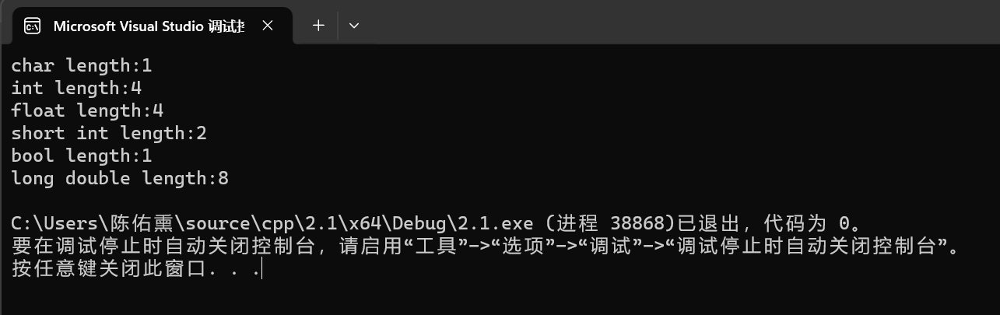 Microsoft Visual Studio 调试控
char length:1
int length:4
float length:4
short int length:2
bool length:1
long double length:8
C:\Users\陈佑熏\source\cpp\2.1\x64\Debug\2.1.exe (进程 38868)已退出，代码为 0。
要在调试停止时自动关闭控制台，请启用“工具”->“选项”->“调试”->“调试停止时自动关闭控制台”。
按任意键关闭此窗口. . .